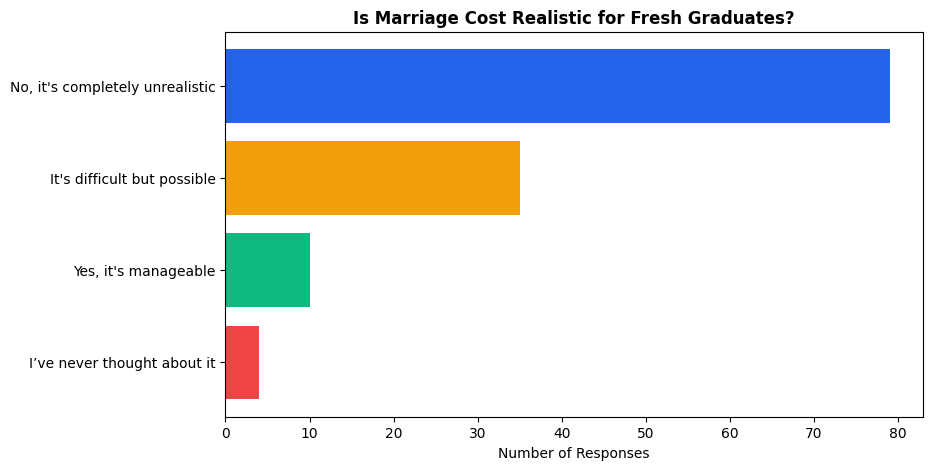 Is Marriage Cost Realistic for Fresh Graduates?
No, it's completely unrealistic
It's difficult but possible
Yes, it's manageable
I’ve never thought about it
0 10 20 30 40 50 60 70 80
Number of Responses